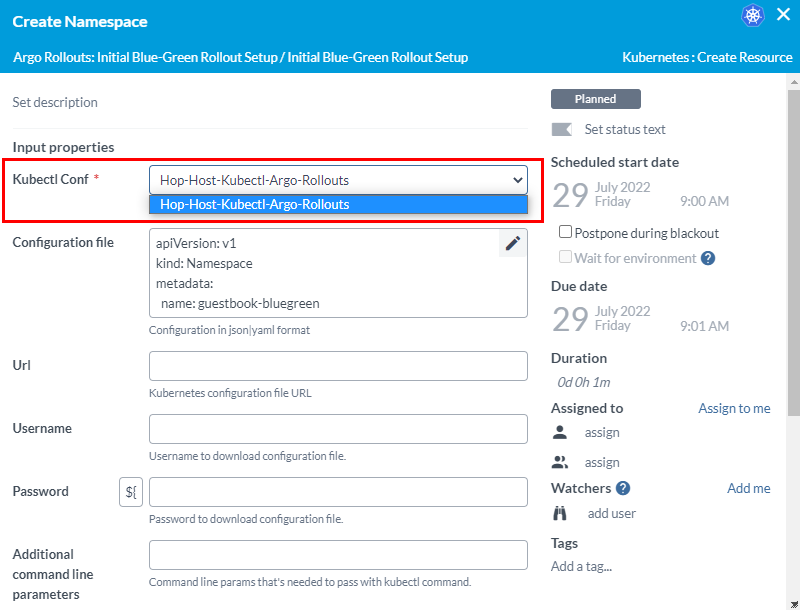 Create Namespace
Argo Rollouts: Initial Blue-Green Rollout Setup / Initial Blue-Green Rollout Setup
Kubernetes : Create Resource
Set description
Input properties
Kubectl Conf *
Hop-Host-Kubectl-Argo-Rollouts
Hop-Host-Kubectl-Argo-Rollouts
Configuration file
apiVersion: v1
kind: Namespace
metadata:
name: guestbook-bluegreen
Configuration in json|yaml format
Url
Kubernetes configuration file URL
Username
Username to download configuration file.
Password
${
Password to download configuration file.
Additional
command line
parameters
Command line params that's needed to pass with kubectl command.
Planned
Set status text
Scheduled start date
29 July 2022 Friday 9:00 AM
Postpone during blackout
Wait for environment ?
Due date
29 July 2022 Friday 9:01 AM
Duration
0d 0h 1m
Assigned to
Assign to me
assign
assign
Watchers ?
Add me
add user
Tags
Add a tag...